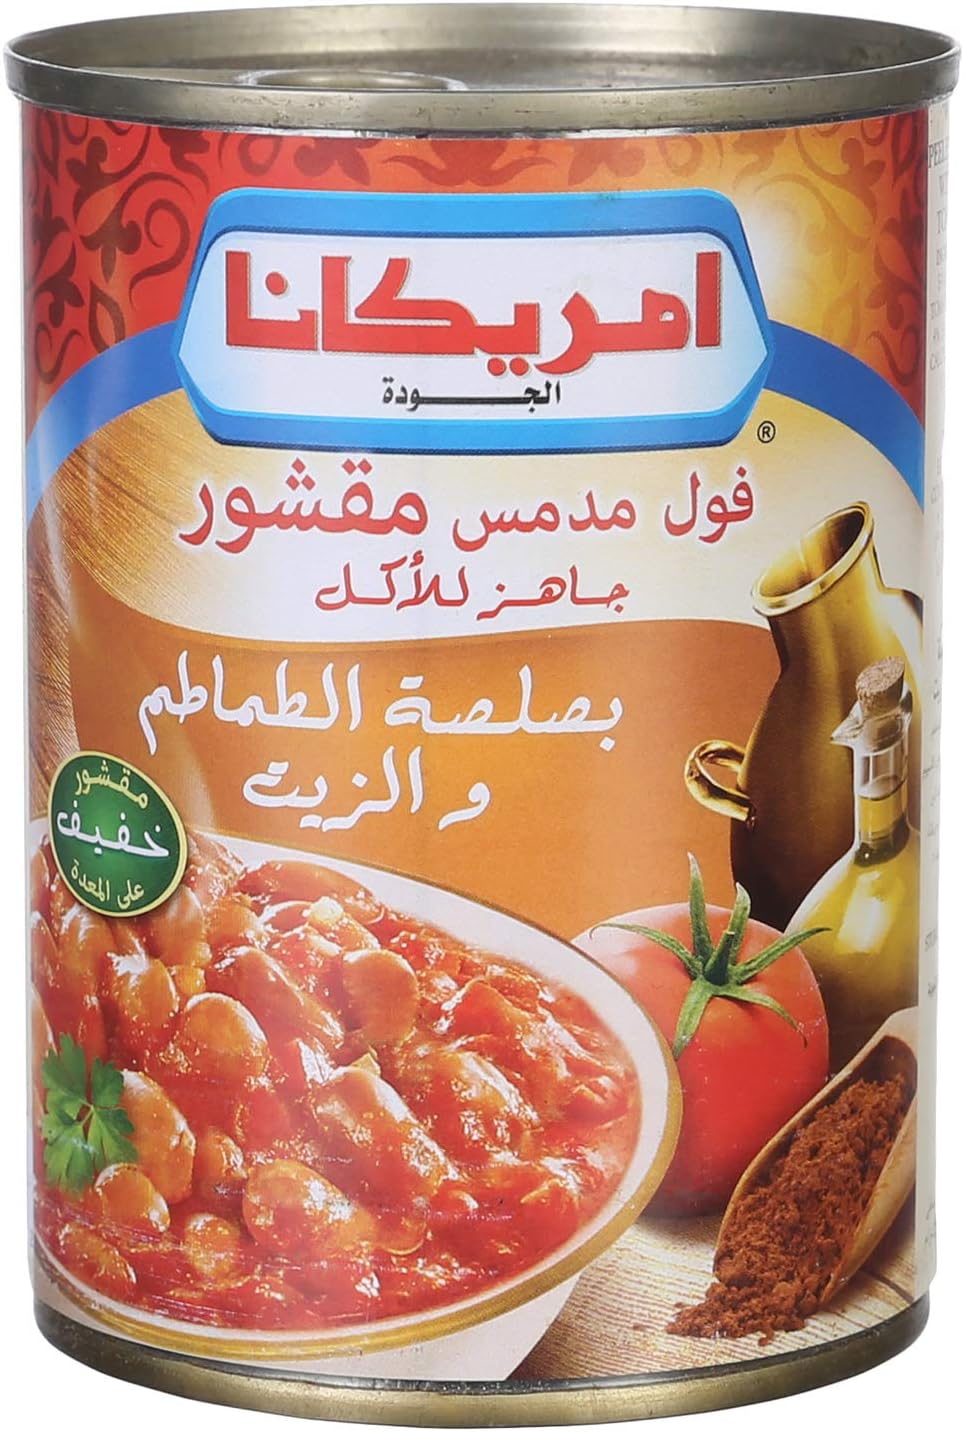 امريكانا
الجودة
®
فول مدمس مقشور
جاهز للأكل
بصلصة الطماطم
و الزيت
مقشور
خفيف
على المعدة